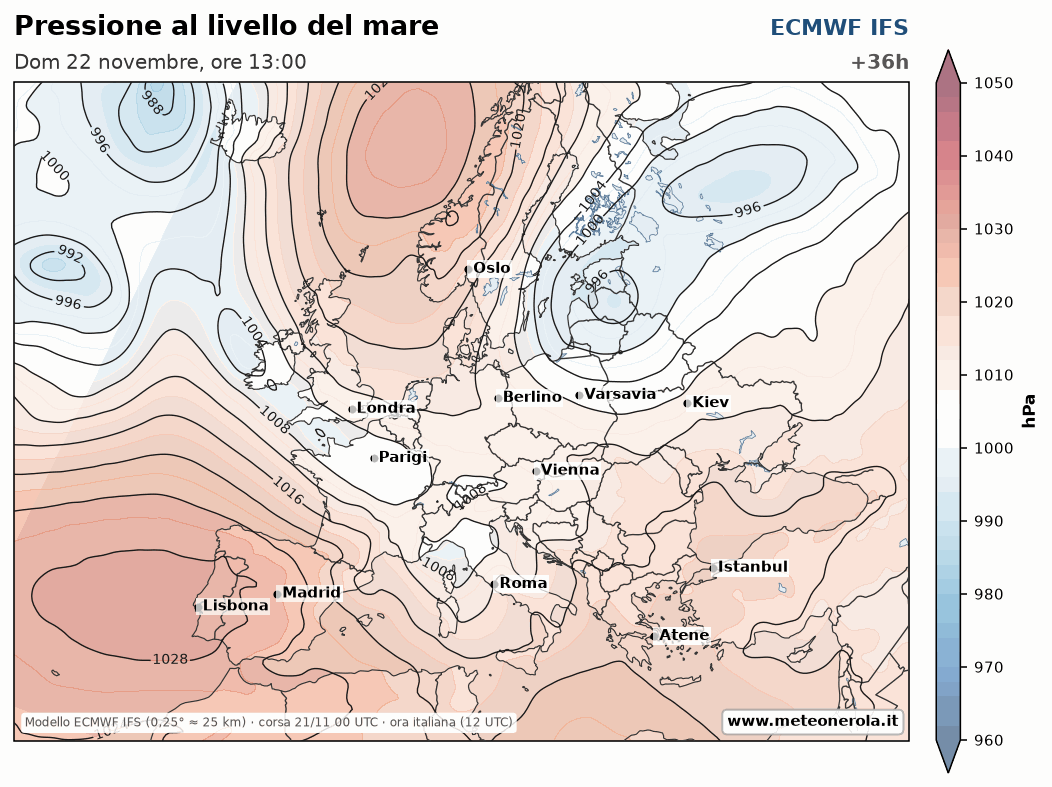 Pressione al livello del mare
ECMWF IFS
Dom 22 novembre, ore 13:00
+36h
988
996
1000
1020
992
996
1004
1000
996
996
1004
Oslo
Londra
Berlino
Varsavia
Kiev
1008
Parigi
Vienna
1016
1008
1008
Roma
Istanbul
Madrid
Lisbona
Atene
1028
Modello ECMWF IFS (0,25° ≈ 25 km) · corsa 21/11 00 UTC · ora italiana (12 UTC)
www.meteonerola.it
1050
1040
1030
1020
1010
1000
990
980
970
960
hPa